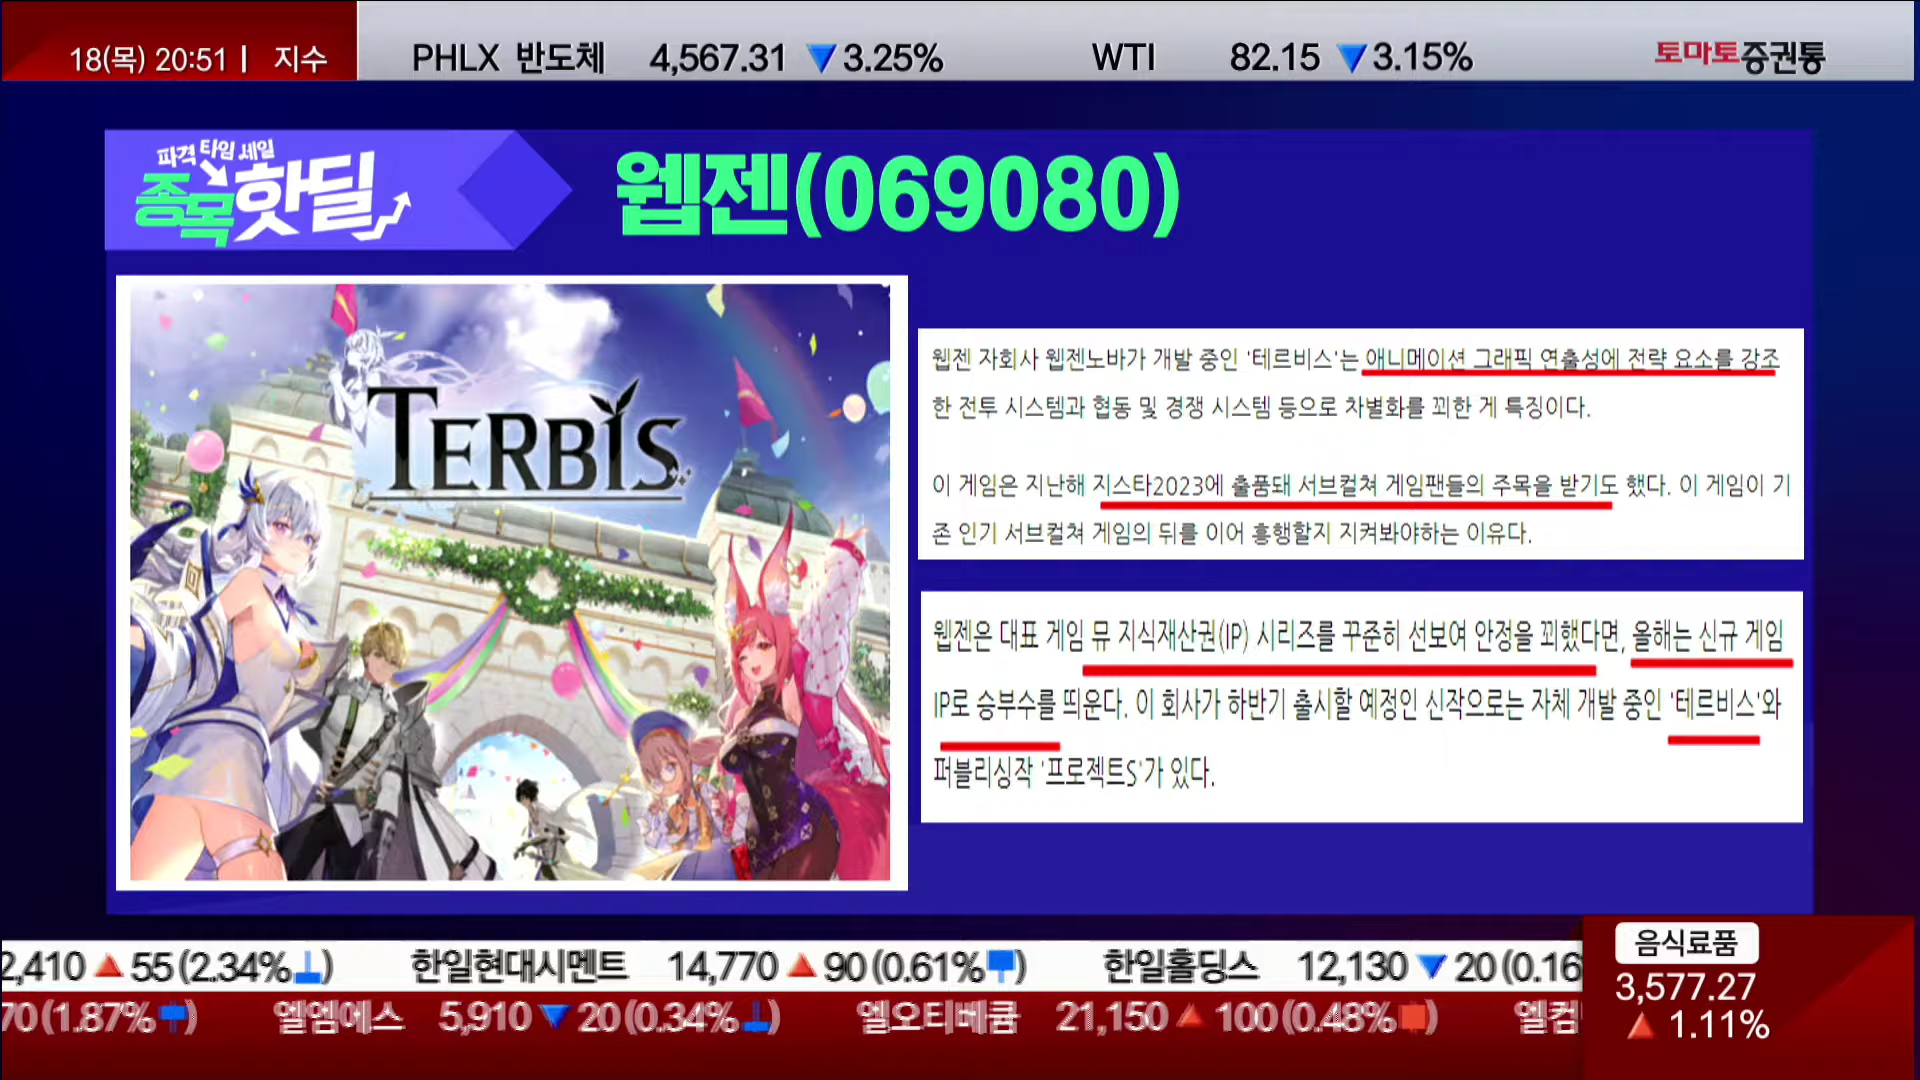 18(목) 20:51 | 지수 PHLX 반도체 4,567.31 ▼3.25% WTI 82.15 ▼3.15% 토마토증권통
파격 타임 세일
종목핫딜
웹젠(069080)
TERBIS
웹젠 자회사 웹젠노바가 개발 중인 '테르비스'는 애니메이션 그래픽 연출성에 전략 요소를 강조
한 전투 시스템과 협동 및 경쟁 시스템 등으로 차별화를 꾀한 게 특징이다.
이 게임은 지난해 지스타2023에 출품돼 서브컬쳐 게임팬들의 주목을 받기도 했다. 이 게임이 기
존 인기 서브컬쳐 게임의 뒤를 이어 흥행할지 지켜봐야하는 이유다.
웹젠은 대표 게임 뮤 지식재산권(IP) 시리즈를 꾸준히 선보여 안정을 꾀했다면, 올해는 신규 게임
IP로 승부수를 띄운다. 이 회사가 하반기 출시할 예정인 신작으로는 자체 개발 중인 '테르비스'와
퍼블리싱작 '프로젝트S'가 있다.
2,410 ▲55(2.34%) 한일현대시멘트 14,770 ▲90(0.61%) 한일홀딩스 12,130 ▼20(0.16
70(1.87%) 엘엠에스 5,910 ▼20(0.34%) 엘오티베큠 21,150 ▲100(0.48%) 엘컴
음식료품
3,577.27
▲ 1.11%